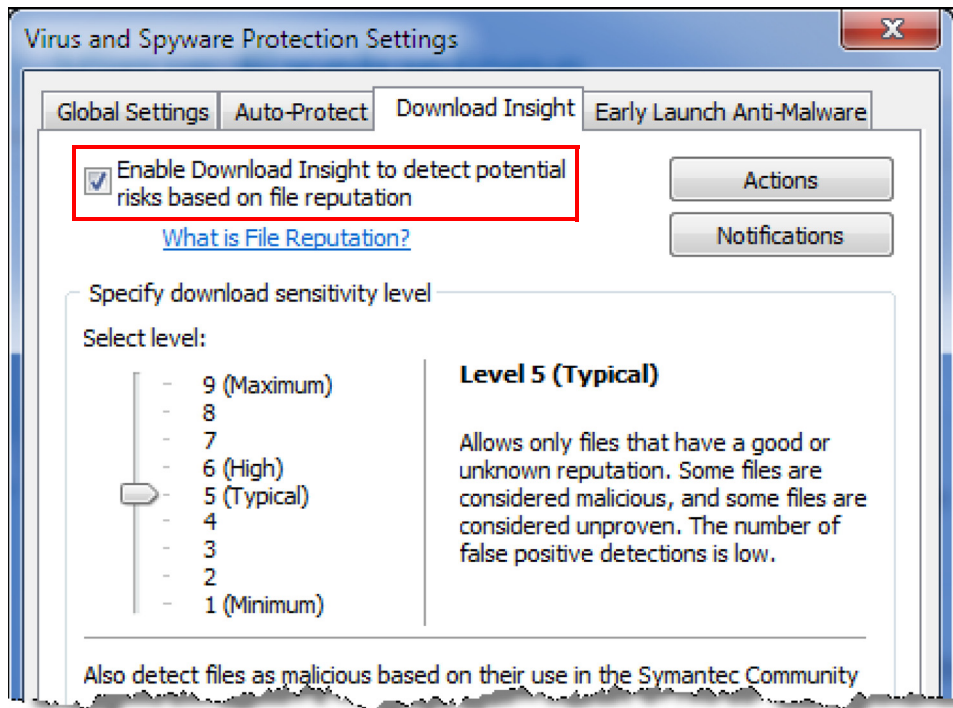 Virus and Spyware Protection Settings
Global Settings
Auto-Protect
Download Insight
Early Launch Anti-Malware
Enable Download Insight to detect potential
risks based on file reputation
What is File Reputation?
Actions
Notifications
Specify download sensitivity level
Select level:
9 (Maximum)
8
7
6 (High)
5 (Typical)
4
3
2
1 (Minimum)
Level 5 (Typical)
Allows only files that have a good or
unknown reputation. Some files are
considered malicious, and some files are
considered unproven. The number of
false positive detections is low.
Also detect files as malicious based on their use in the Symantec Community